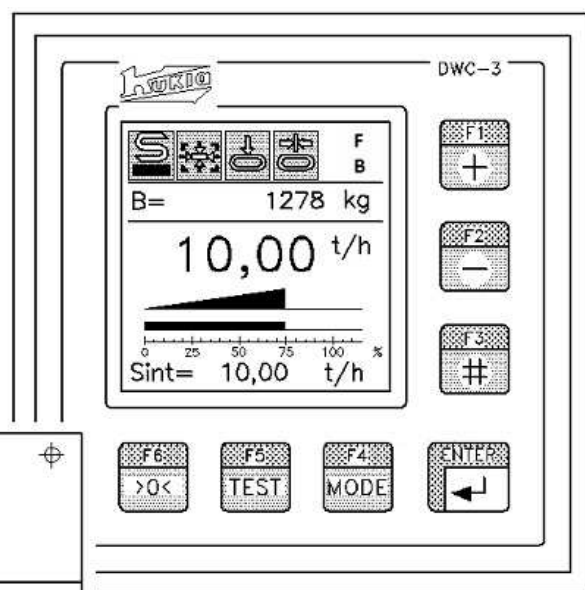 hukla
DWC-3
F
B
B= 1278 kg
10,00 t/h
0 25 50 75 100 %
Sint= 10,00 t/h
F1
+
F2
−
F3
#
F6
>0<
F5
TEST
F4
MODE
ENTER